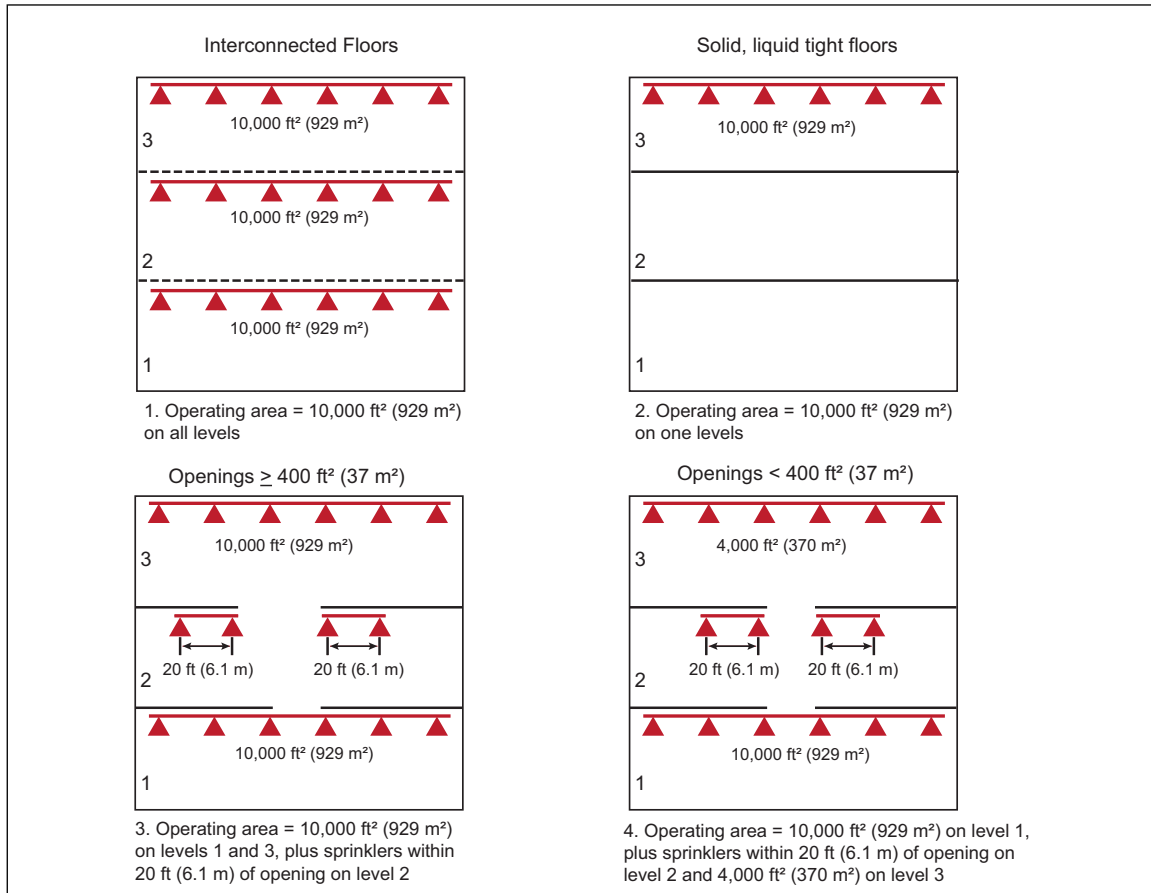 Interconnected Floors
10,000 ft² (929 m²)
3
10,000 ft² (929 m²)
2
10,000 ft² (929 m²)
1
1. Operating area = 10,000 ft² (929 m²)
on all levels
Solid, liquid tight floors
10,000 ft² (929 m²)
3
2
1
2. Operating area = 10,000 ft² (929 m²)
on one levels
Openings ≥ 400 ft² (37 m²)
10,000 ft² (929 m²)
3
20 ft (6.1 m) 20 ft (6.1 m)
2
10,000 ft² (929 m²)
1
3. Operating area = 10,000 ft² (929 m²)
on levels 1 and 3, plus sprinklers within
20 ft (6.1 m) of opening on level 2
Openings < 400 ft² (37 m²)
4,000 ft² (370 m²)
3
20 ft (6.1 m) 20 ft (6.1 m)
2
10,000 ft² (929 m²)
1
4. Operating area = 10,000 ft² (929 m²) on level 1,
plus sprinklers within 20 ft (6.1 m) of opening on
level 2 and 4,000 ft² (370 m²) on level 3